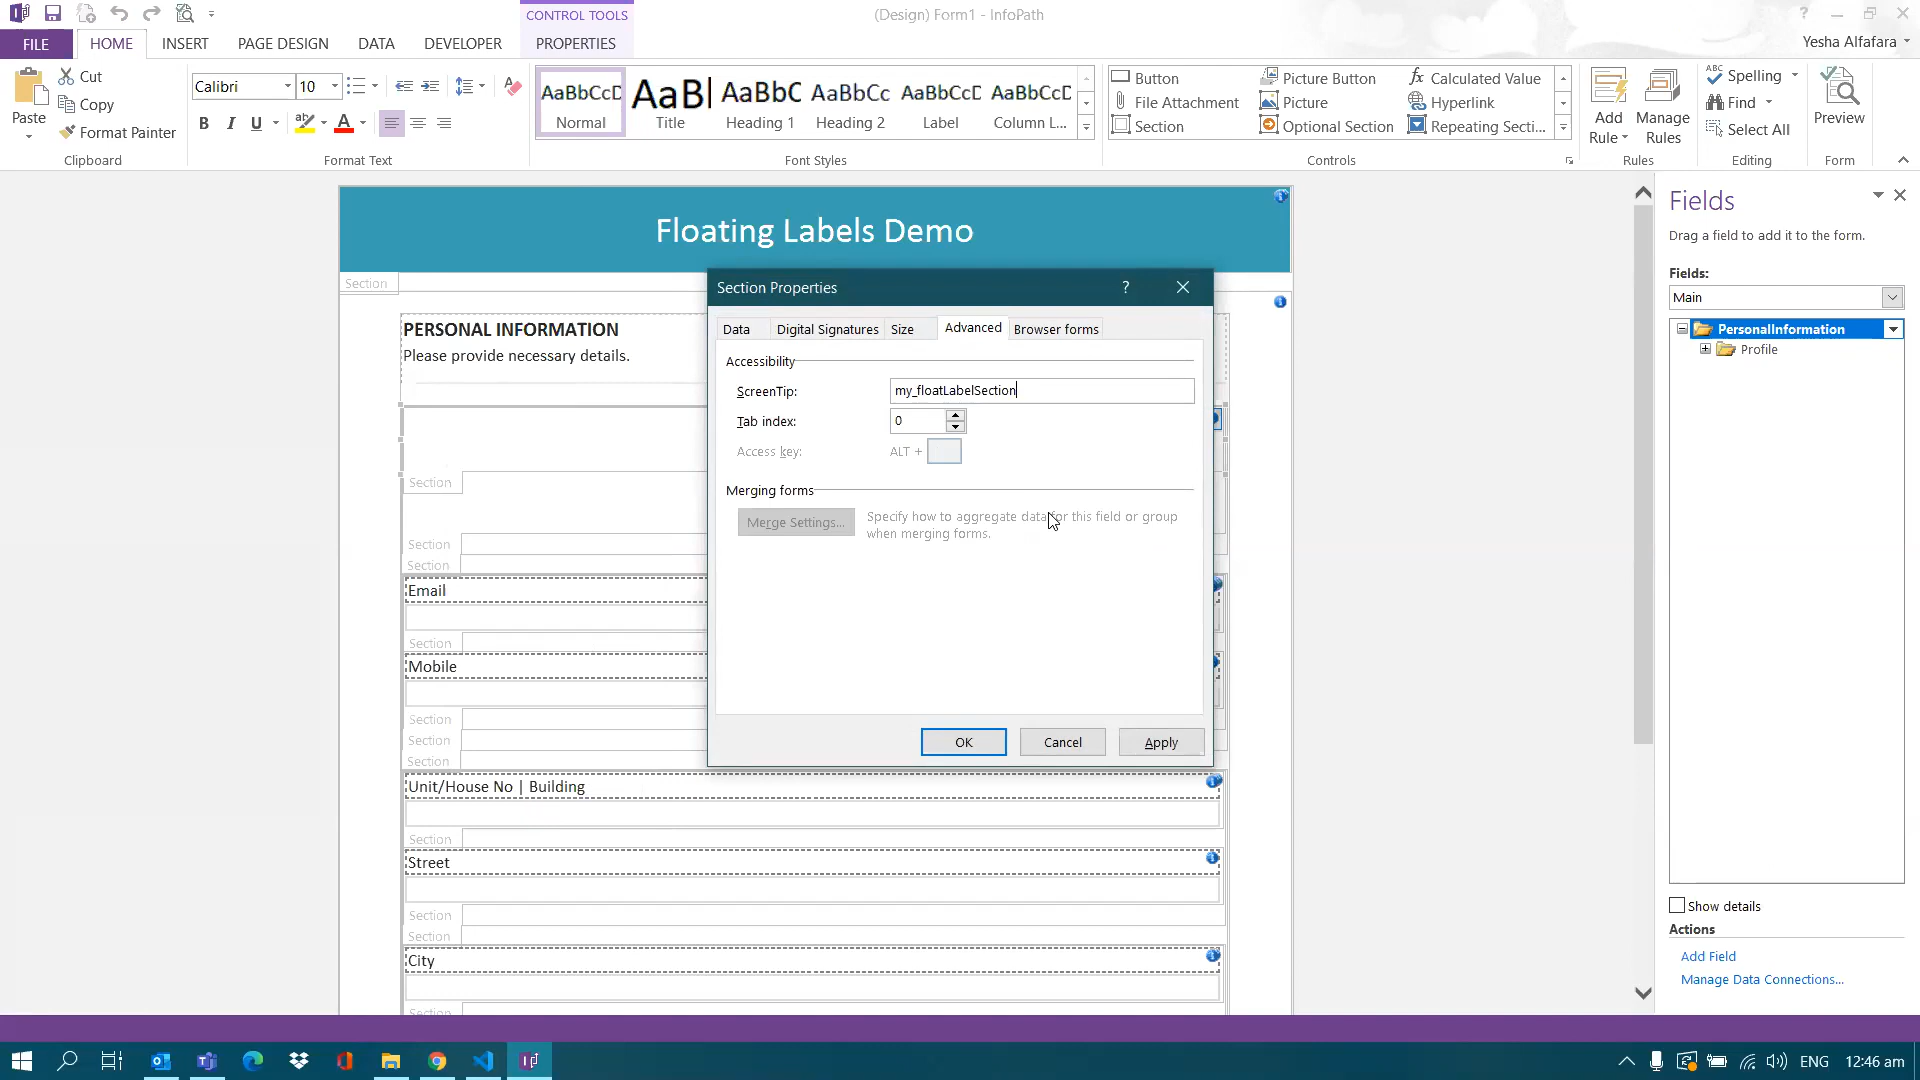 CONTROL TOOLS
(Design) Form1 - InfoPath
?
FILE
HOME
INSERT
PAGE DESIGN
DATA
DEVELOPER
PROPERTIES
Yesha Alfafara
Paste
Cut
Copy
Format Painter
Clipboard
Calibri
10
B I U
A
Format Text
AaBbCcD
Normal
AaB
Title
AaBbC
Heading 1
AaBbCc
Heading 2
AaBbCcD
Label
AaBbCcD
Column L...
Font Styles
Button
File Attachment
Section
Picture Button
Picture
Optional Section
fx Calculated Value
Hyperlink
Repeating Secti...
Controls
Add
Rule
Manage
Rules
Rules
ABC Spelling
Find
Select All
Editing
Preview
Form
Floating Labels Demo
Section
PERSONAL INFORMATION
Please provide necessary details.
Section
Section
Section
Email
Section
Mobile
Section
Section
Section
Unit/House No | Building
Section
Street
Section
Section
City
Section
Section Properties
?
Data
Digital Signatures
Size
Advanced
Browser forms
Accessibility
ScreenTip:
my_floatLabelSection
Tab index:
0
Access key:
ALT +
Merging forms
Merge Settings...
Specify how to aggregate data for this field or group
when merging forms.
OK
Cancel
Apply
Fields
Drag a field to add it to the form.
Fields:
Main
PersonalInformation
Profile
Show details
Actions
Add Field
Manage Data Connections...
ENG
12:46 am